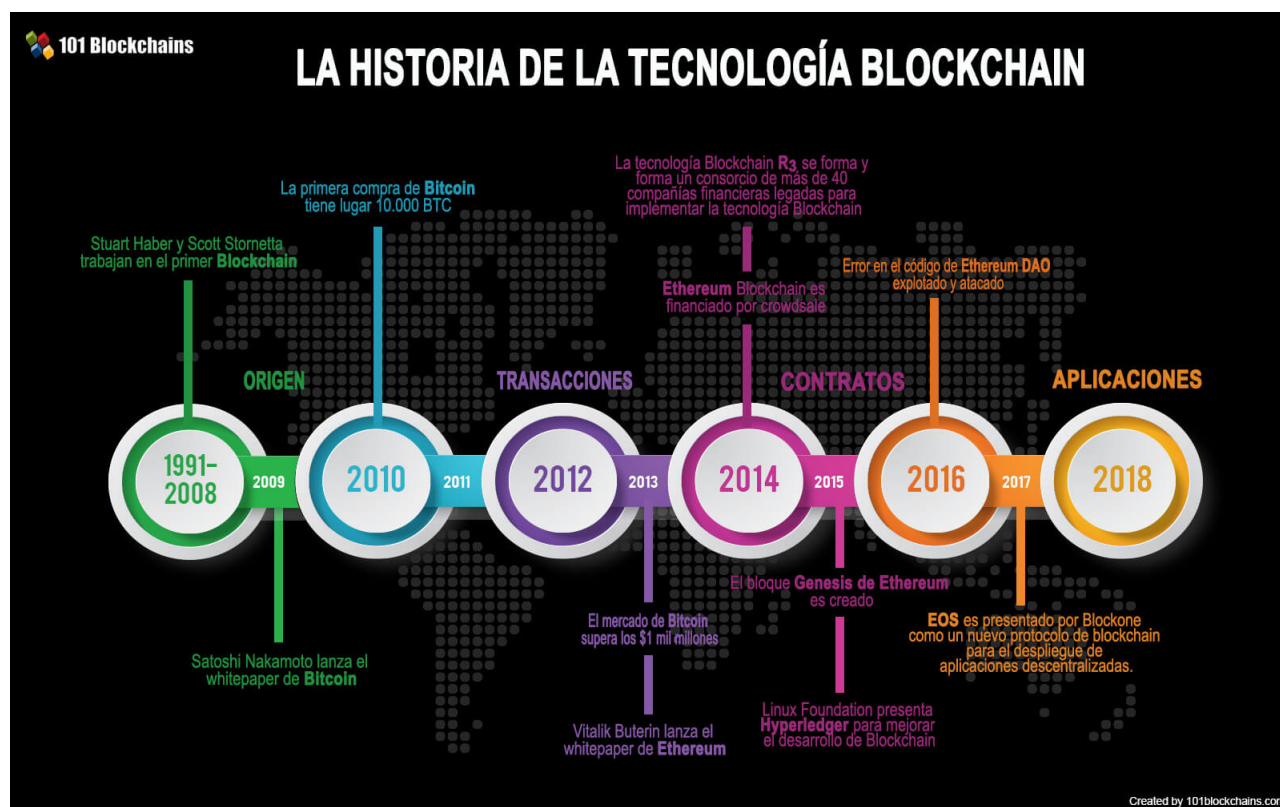 101 Blockchains
LA HISTORIA DE LA TECNOLOGÍA BLOCKCHAIN
Stuart Haber y Scott Stornetta
trabajan en el primer Blockchain
La primera compra de Bitcoin
tiene lugar 10.000 BTC
La tecnología Blockchain R3, se forma y
forma un consorcio de más de 40
compañías financieras legadas para
implementar la tecnología Blockchain
Ethereum Blockchain es
financiado por crowdsale
Error en el código de Ethereum DAO
explotado y atacado
ORIGEN
TRANSACCIONES
CONTRATOS
APLICACIONES
1991-
2008
2009
2010
2011
2012
2013
2014
2015
2016
2017
2018
Satoshi Nakamoto lanza el
whitepaper de Bitcoin
El mercado de Bitcoin
supera los $1 mil millones
Vitalik Buterin lanza el
whitepaper de Ethereum
El bloque Genesis de Ethereum
es creado
Linux Foundation presenta
Hyperledger para mejorar
el desarrollo de Blockchain
EOS es presentado por Blockone
como un nuevo protocolo de blockchain
para el despliegue de
aplicaciones descentralizadas.
Created by 101blockchains.com